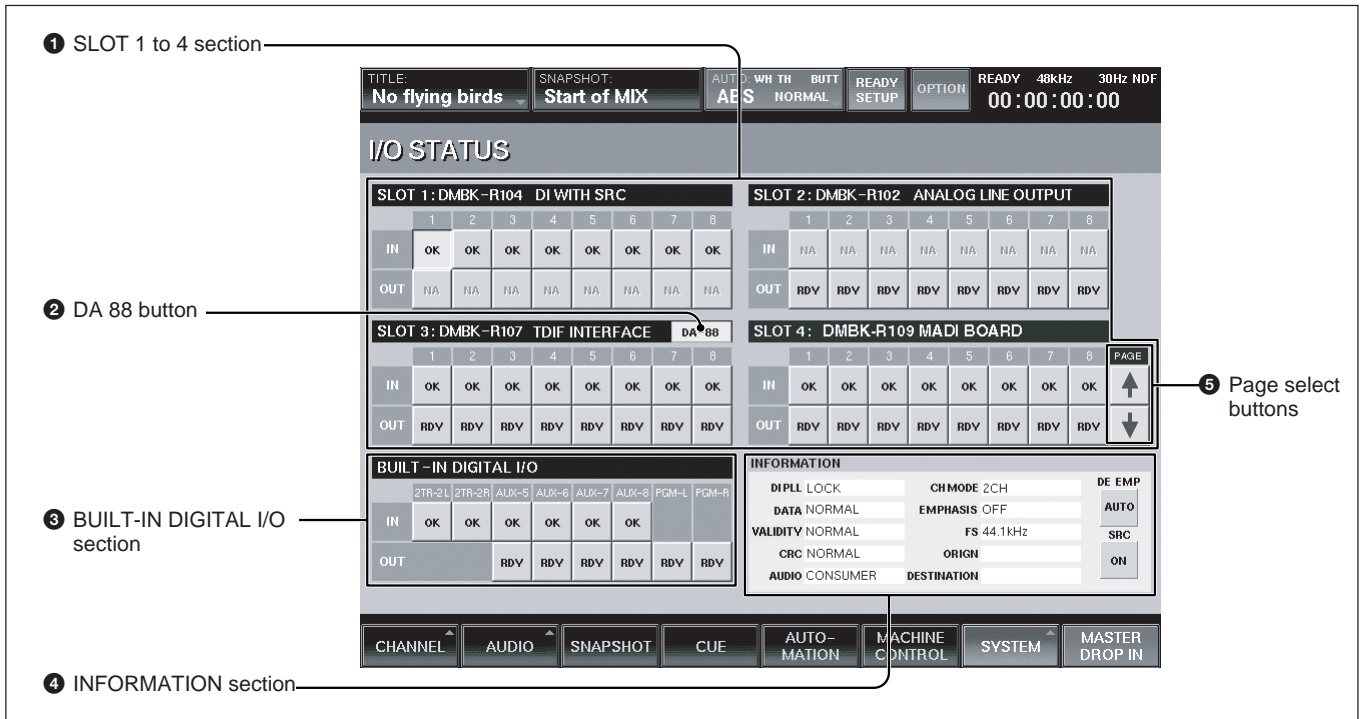 ❶ SLOT 1 to 4 section
TITLE:
No flying birds
SNAPSHOT:
Start of MIX
AUTO: WH TH BUTT
ABS NORMAL
READY
SETUP
OPTION
READY 48kHz 30Hz NDF
00:00:00:00
I/O STATUS
SLOT 1: DMBK-R104 DI WITH SRC
1 2 3 4 5 6 7 8
IN OK OK OK OK OK OK OK OK
OUT NA NA NA NA NA NA NA NA
SLOT 2: DMBK-R102 ANALOG LINE OUTPUT
1 2 3 4 5 6 7 8
IN NA NA NA NA NA NA NA NA
OUT RDY RDY RDY RDY RDY RDY RDY RDY
❷ DA 88 button
SLOT 3: DMBK-R107 TDIF INTERFACE DA-88
1 2 3 4 5 6 7 8
IN OK OK OK OK OK OK OK OK
OUT RDY RDY RDY RDY RDY RDY RDY RDY
SLOT 4: DMBK-R109 MADI BOARD
1 2 3 4 5 6 7 8 PAGE
IN OK OK OK OK OK OK OK OK
OUT RDY RDY RDY RDY RDY RDY RDY RDY
❺ Page select
buttons
❸ BUILT-IN DIGITAL I/O
section
BUILT-IN DIGITAL I/O
2TR-2L 2TR-2R AUX-5 AUX-6 AUX-7 AUX-8 PGM-L PGM-R
IN OK OK OK OK OK OK
OUT RDY RDY RDY RDY RDY RDY
INFORMATION
DI PLL LOCK CH MODE 2CH DE EMP
DATA NORMAL EMPHASIS OFF AUTO
VALIDITY NORMAL FS 44.1kHz SRC
CRC NORMAL ORIGN ON
AUDIO CONSUMER DESTINATION
CHANNEL
AUDIO
SNAPSHOT
CUE
AUTO-
MATION
MACHINE
CONTROL
SYSTEM
MASTER
DROP IN
❹ INFORMATION section